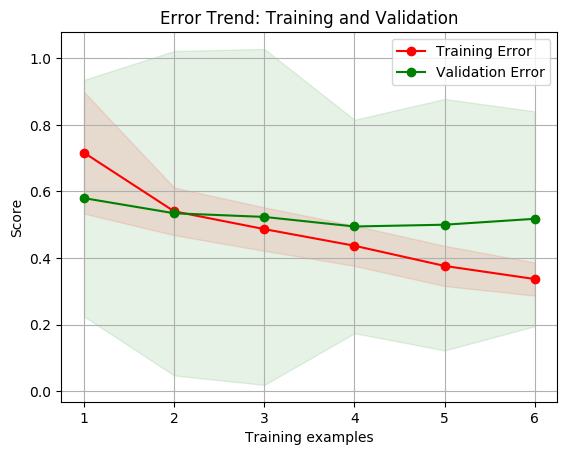 Error Trend: Training and Validation
Training Error
Validation Error
1.0
0.8
0.6
0.4
0.2
0.0
Score
1 2 3 4 5 6
Training examples